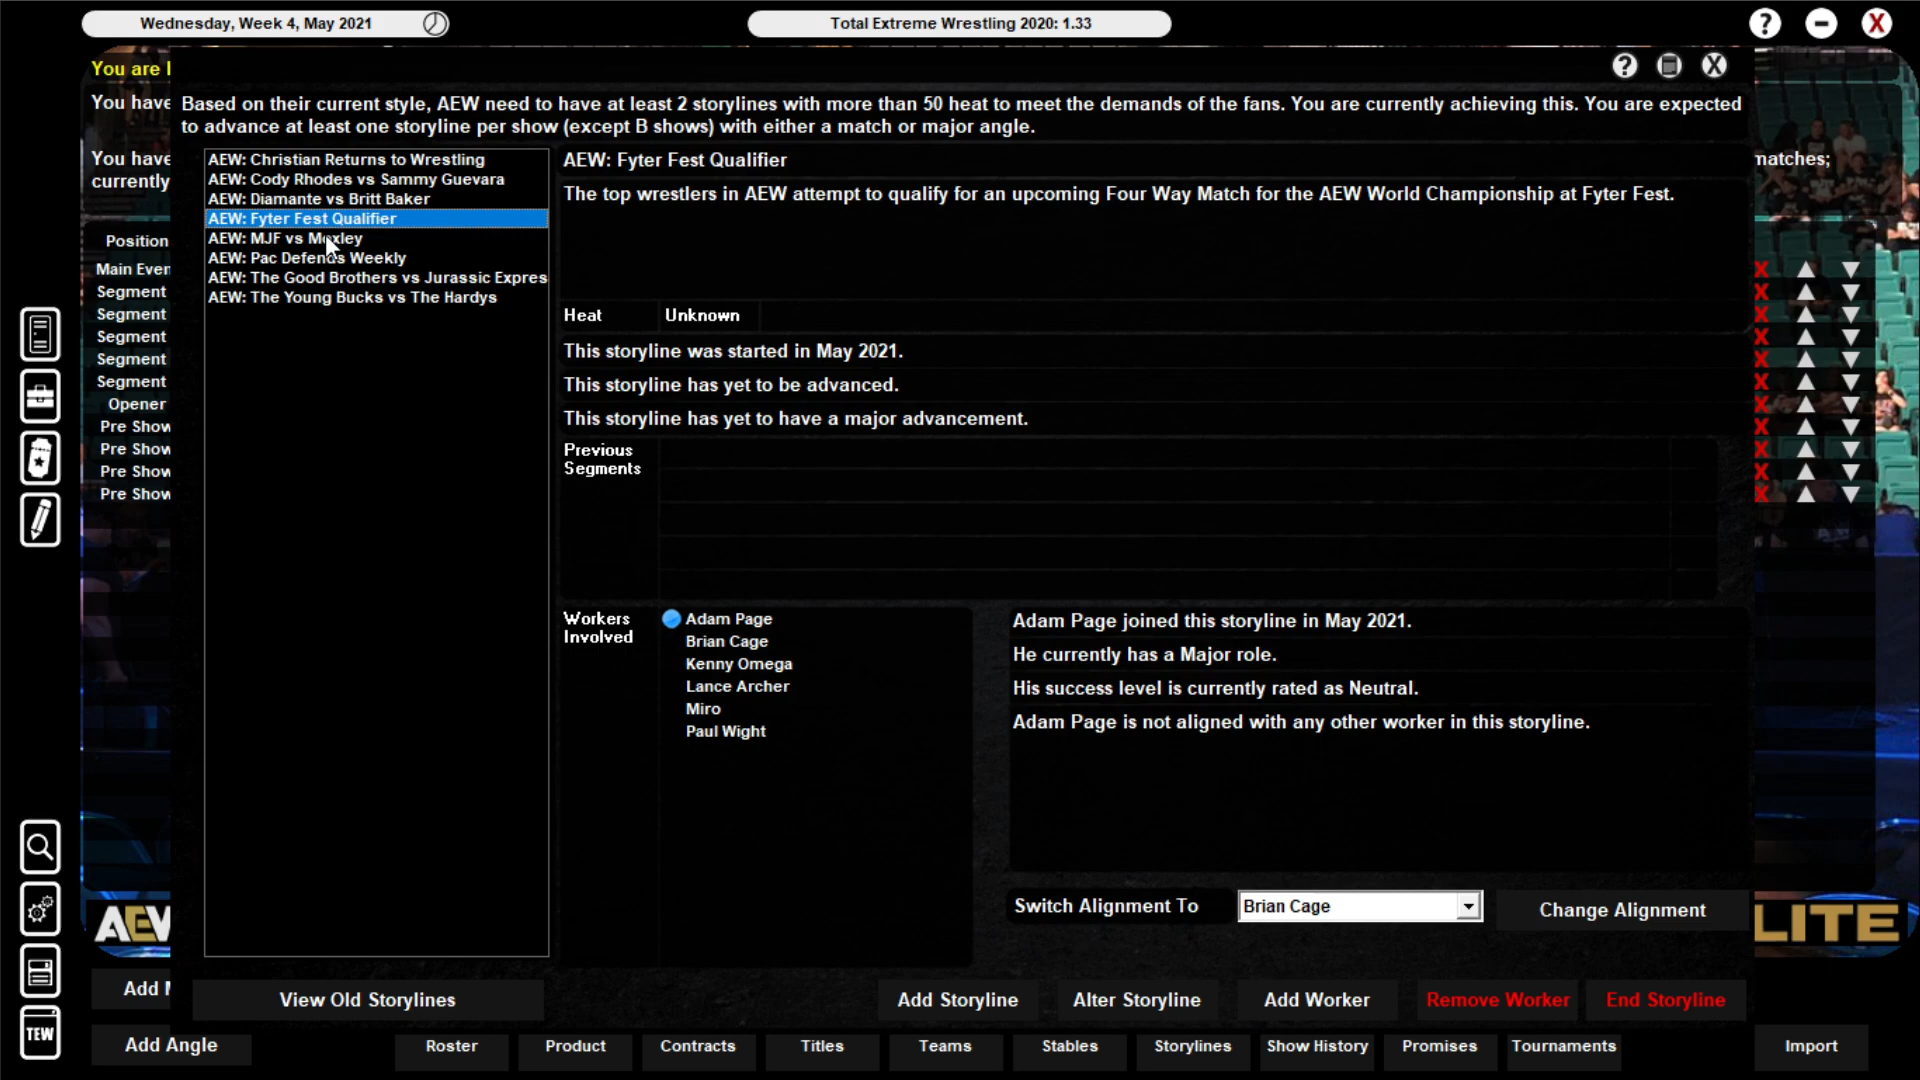 Wednesday, Week 4, May 2021
Total Extreme Wrestling 2020: 1.33
You are
You have
Based on their current style, AEW need to have at least 2 storylines with more than 50 heat to meet the demands of the fans. You are currently achieving this. You are expected
to advance at least one storyline per show (except B shows) with either a match or major angle.
You have
currently
matches;
AEW: Christian Returns to Wrestling
AEW: Cody Rhodes vs Sammy Guevara
AEW: Diamante vs Britt Baker
AEW: Fyter Fest Qualifier
AEW: MJF vs Moxley
AEW: Pac Defends Weekly
AEW: The Good Brothers vs Jurassic Expres
AEW: The Young Bucks vs The Hardys
AEW: Fyter Fest Qualifier
The top wrestlers in AEW attempt to qualify for an upcoming Four Way Match for the AEW World Championship at Fyter Fest.
Heat
Unknown
This storyline was started in May 2021.
This storyline has yet to be advanced.
This storyline has yet to have a major advancement.
Previous
Segments
Position
Main Even
Segment
Segment
Segment
Segment
Segment
Opener
Pre Show
Pre Show
Pre Show
Pre Show
Workers
Involved
Adam Page
Brian Cage
Kenny Omega
Lance Archer
Miro
Paul Wight
Adam Page joined this storyline in May 2021.
He currently has a Major role.
His success level is currently rated as Neutral.
Adam Page is not aligned with any other worker in this storyline.
Switch Alignment To
Brian Cage
Change Alignment
AEW
LITE
TEW
Add
View Old Storylines
Add Storyline
Alter Storyline
Add Worker
Remove Worker
End Storyline
Add Angle
Roster
Product
Contracts
Titles
Teams
Stables
Storylines
Show History
Promises
Tournaments
Import